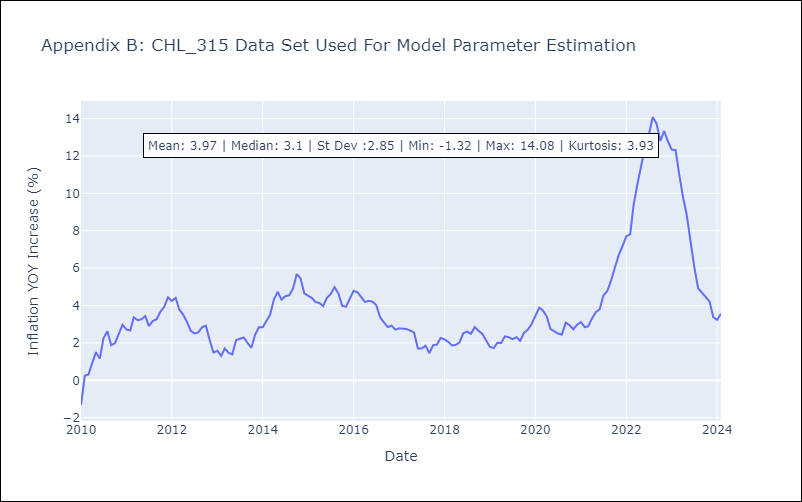 Appendix B: CHL_315 Data Set Used For Model Parameter Estimation
Mean: 3.97 | Median: 3.1 | St Dev :2.85 | Min: -1.32 | Max: 14.08 | Kurtosis: 3.93
Inflation YOY Increase (%)
14
12
10
8
6
4
2
0
−2
2010 2012 2014 2016 2018 2020 2022 2024
Date